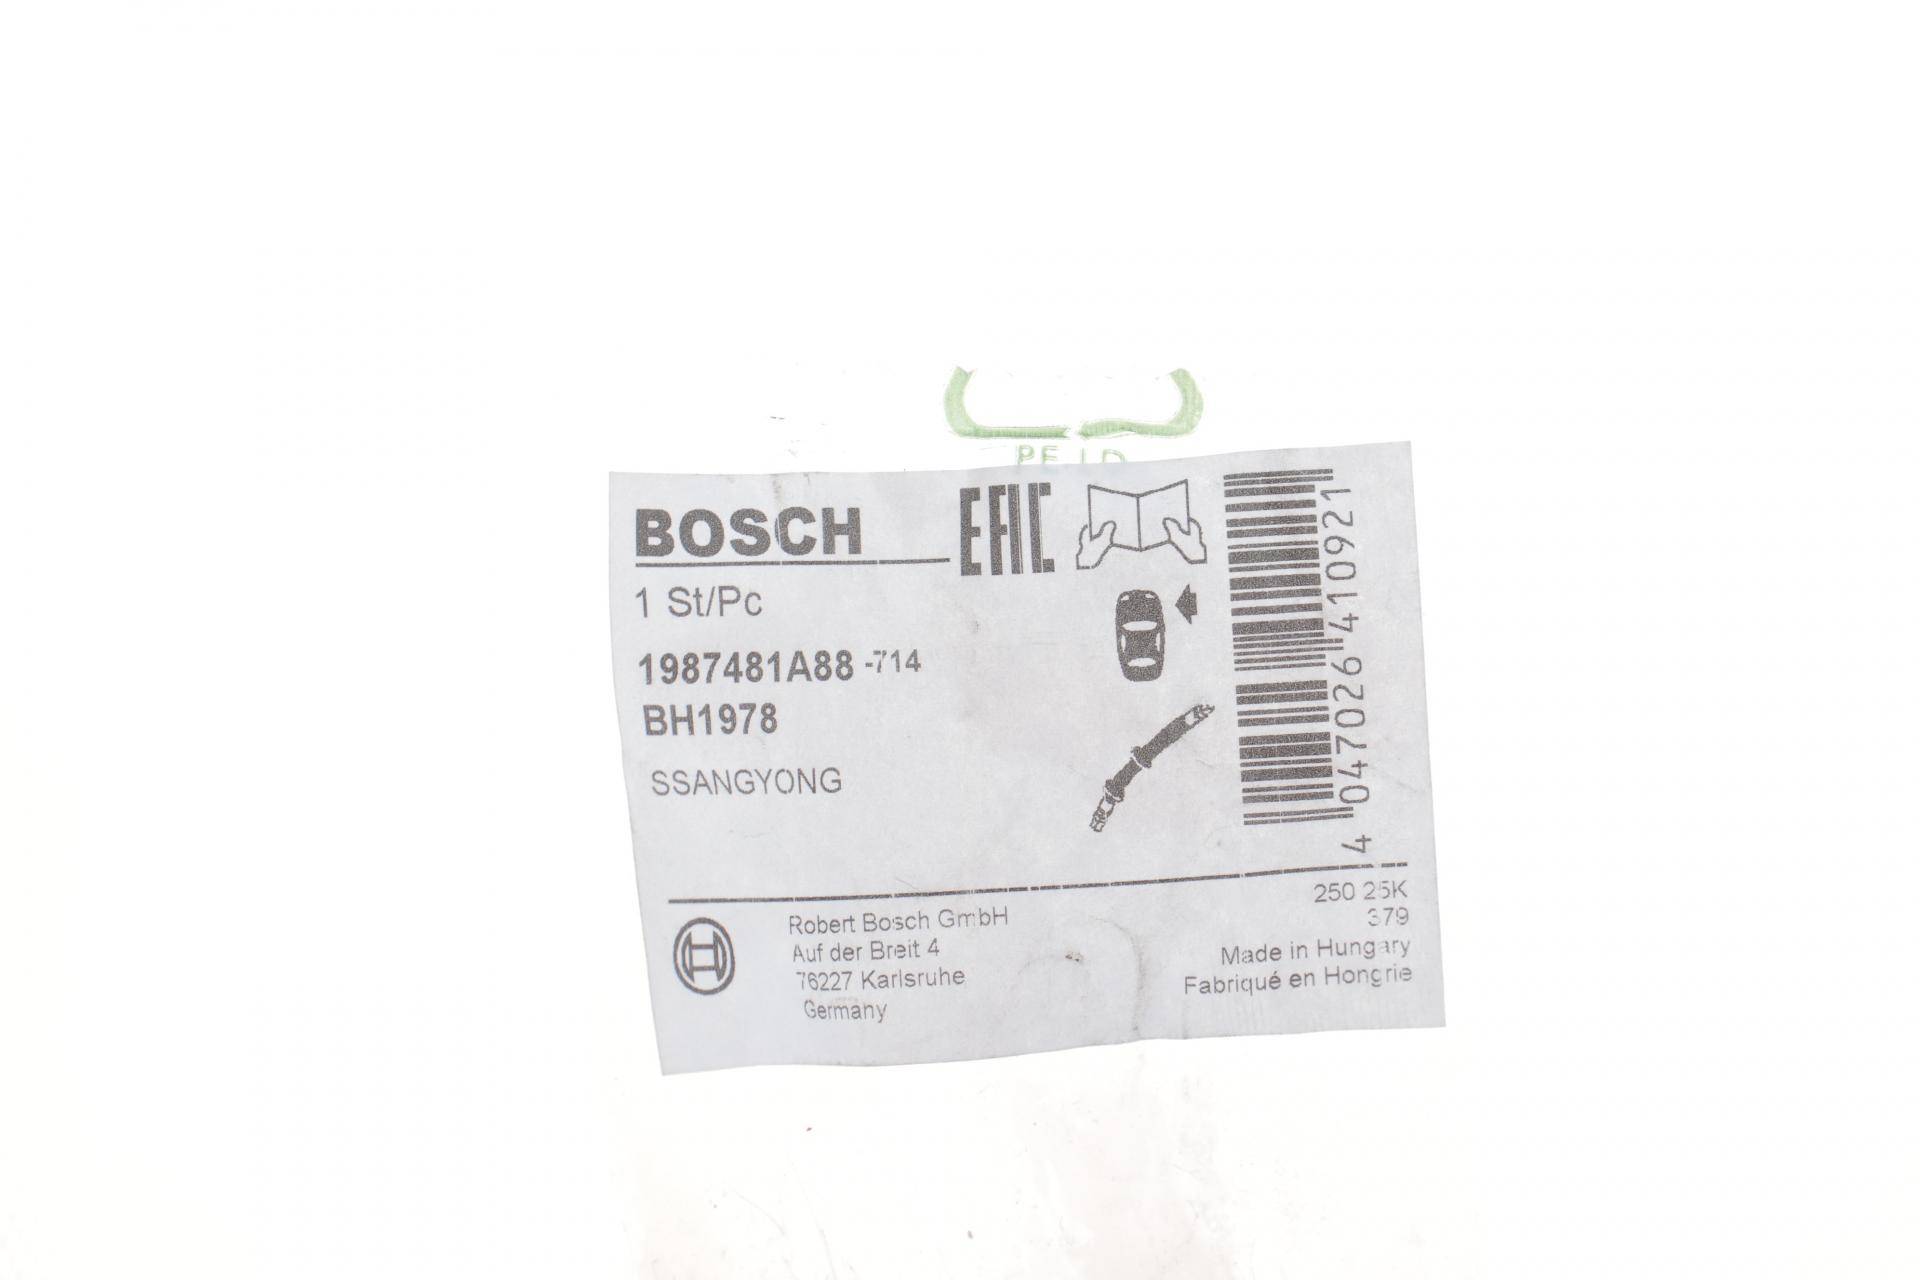 BOSCH
EAC
1 St/Pc
1987481A88 -714
BH1978
SSANGYONG
4 047026 410921
250 25K
379
Robert Bosch GmbH
Auf der Breit 4
76227 Karlsruhe
Germany
Made in Hungary
Fabriqué en Hongrie